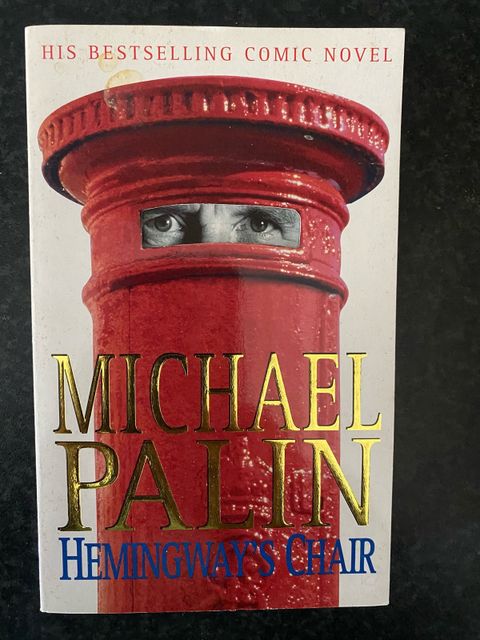 HIS BESTSELLING COMIC NOVEL
MICHAEL
PALIN
HEMINGWAY'S CHAIR